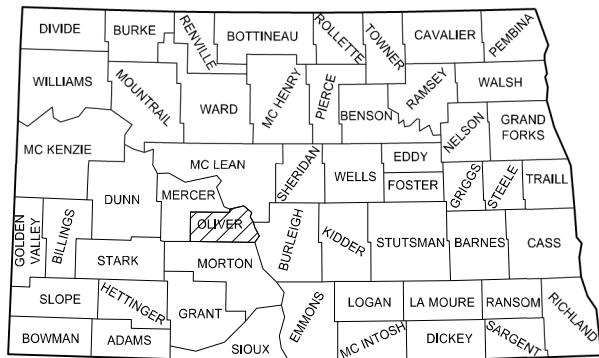 DIVIDE
BURKE
RENVILLE
BOTTINEAU
ROLLETTE
TOWNER
CAVALIER
PEMBINA
WILLIAMS
MOUNTRAIL
WARD
MC HENRY
PIERCE
BENSON
RAMSEY
WALSH
NELSON
GRAND
FORKS
MC KENZIE
DUNN
MC LEAN
MERCER
OLIVER
SHERIDAN
WELLS
EDDY
FOSTER
GRIGGS
STEELE
TRAILL
GOLDEN
VALLEY
BILLINGS
STARK
MORTON
BURLEIGH
KIDDER
STUTSMAN
BARNES
CASS
SLOPE
HETTINGER
GRANT
EMMONS
LOGAN
LA MOURE
RANSOM
RICHLAND
BOWMAN
ADAMS
SIOUX
MC INTOSH
DICKEY
SARGENT